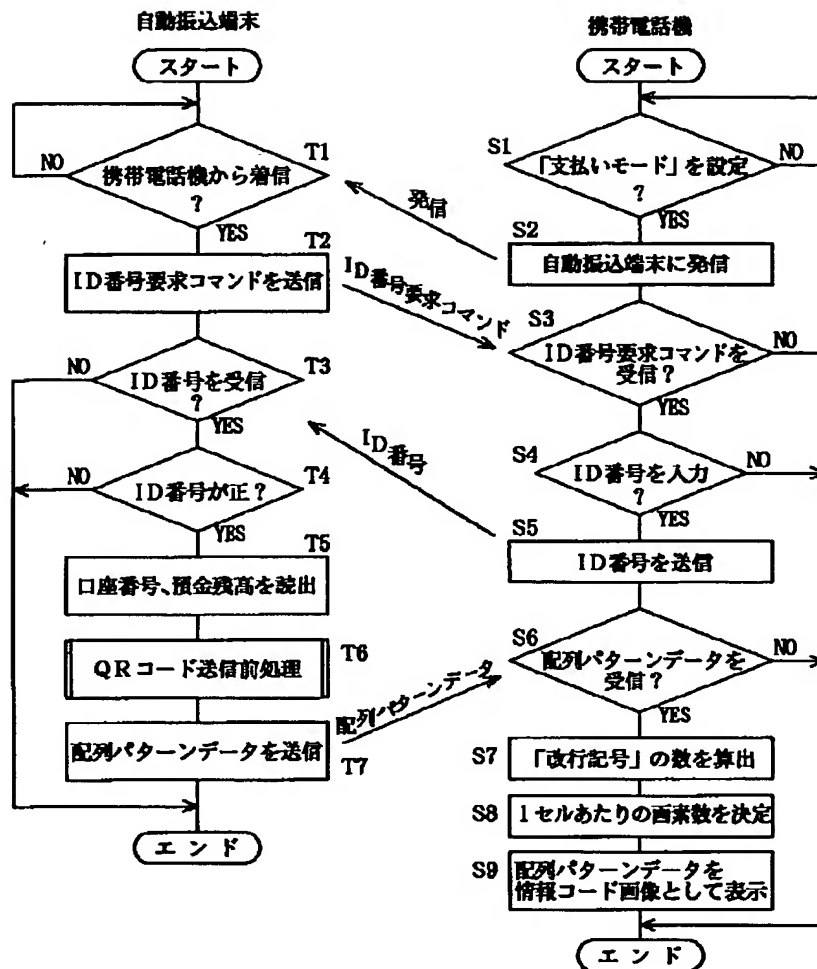 自動振込端末
スタート
T1
NO
携帯電話機から着信
?
YES
T2
ID番号要求コマンドを送信
NO
T3
ID番号を受信
?
YES
NO
T4
ID番号が正?
YES
T5
口座番号、預金残高を読出
QRコード送信前処理
T6
配列パターンデータを送信
T7
エンド
発信
ID番号要求コマンド
ID番号
配列パターンデータ
携帯電話機
スタート
S1
NO
「支払いモード」を設定
?
YES
S2
自動振込端末に発信
S3
NO
ID番号要求コマンドを
受信?
YES
S4
NO
ID番号を入力
?
YES
S5
ID番号を送信
S6
NO
配列パターンデータを
受信?
YES
S7
「改行記号」の数を算出
S8
1セルあたりの画素数を決定
S9
配列パターンデータを
情報コード画像として表示
エンド